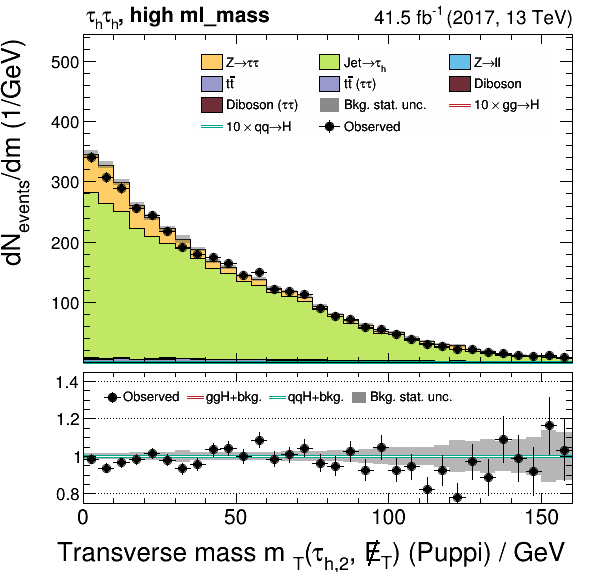 τhτh, high ml_mass 41.5 fb⁻¹ (2017, 13 TeV)
dNevents/dm (1/GeV)
500
400
300
200
100
Z→ττ Jet→τh Z→ll
tt̄ tt̄ (ττ) Diboson
Diboson (ττ) Bkg. stat. unc. 10 × gg→H
10 × qq→H Observed
1.4
1.2
1
0.8
Observed ggH+bkg. qqH+bkg. Bkg. stat. unc.
0 50 100 150
Transverse mass m T(τh,2, E̸T) (Puppi) / GeV